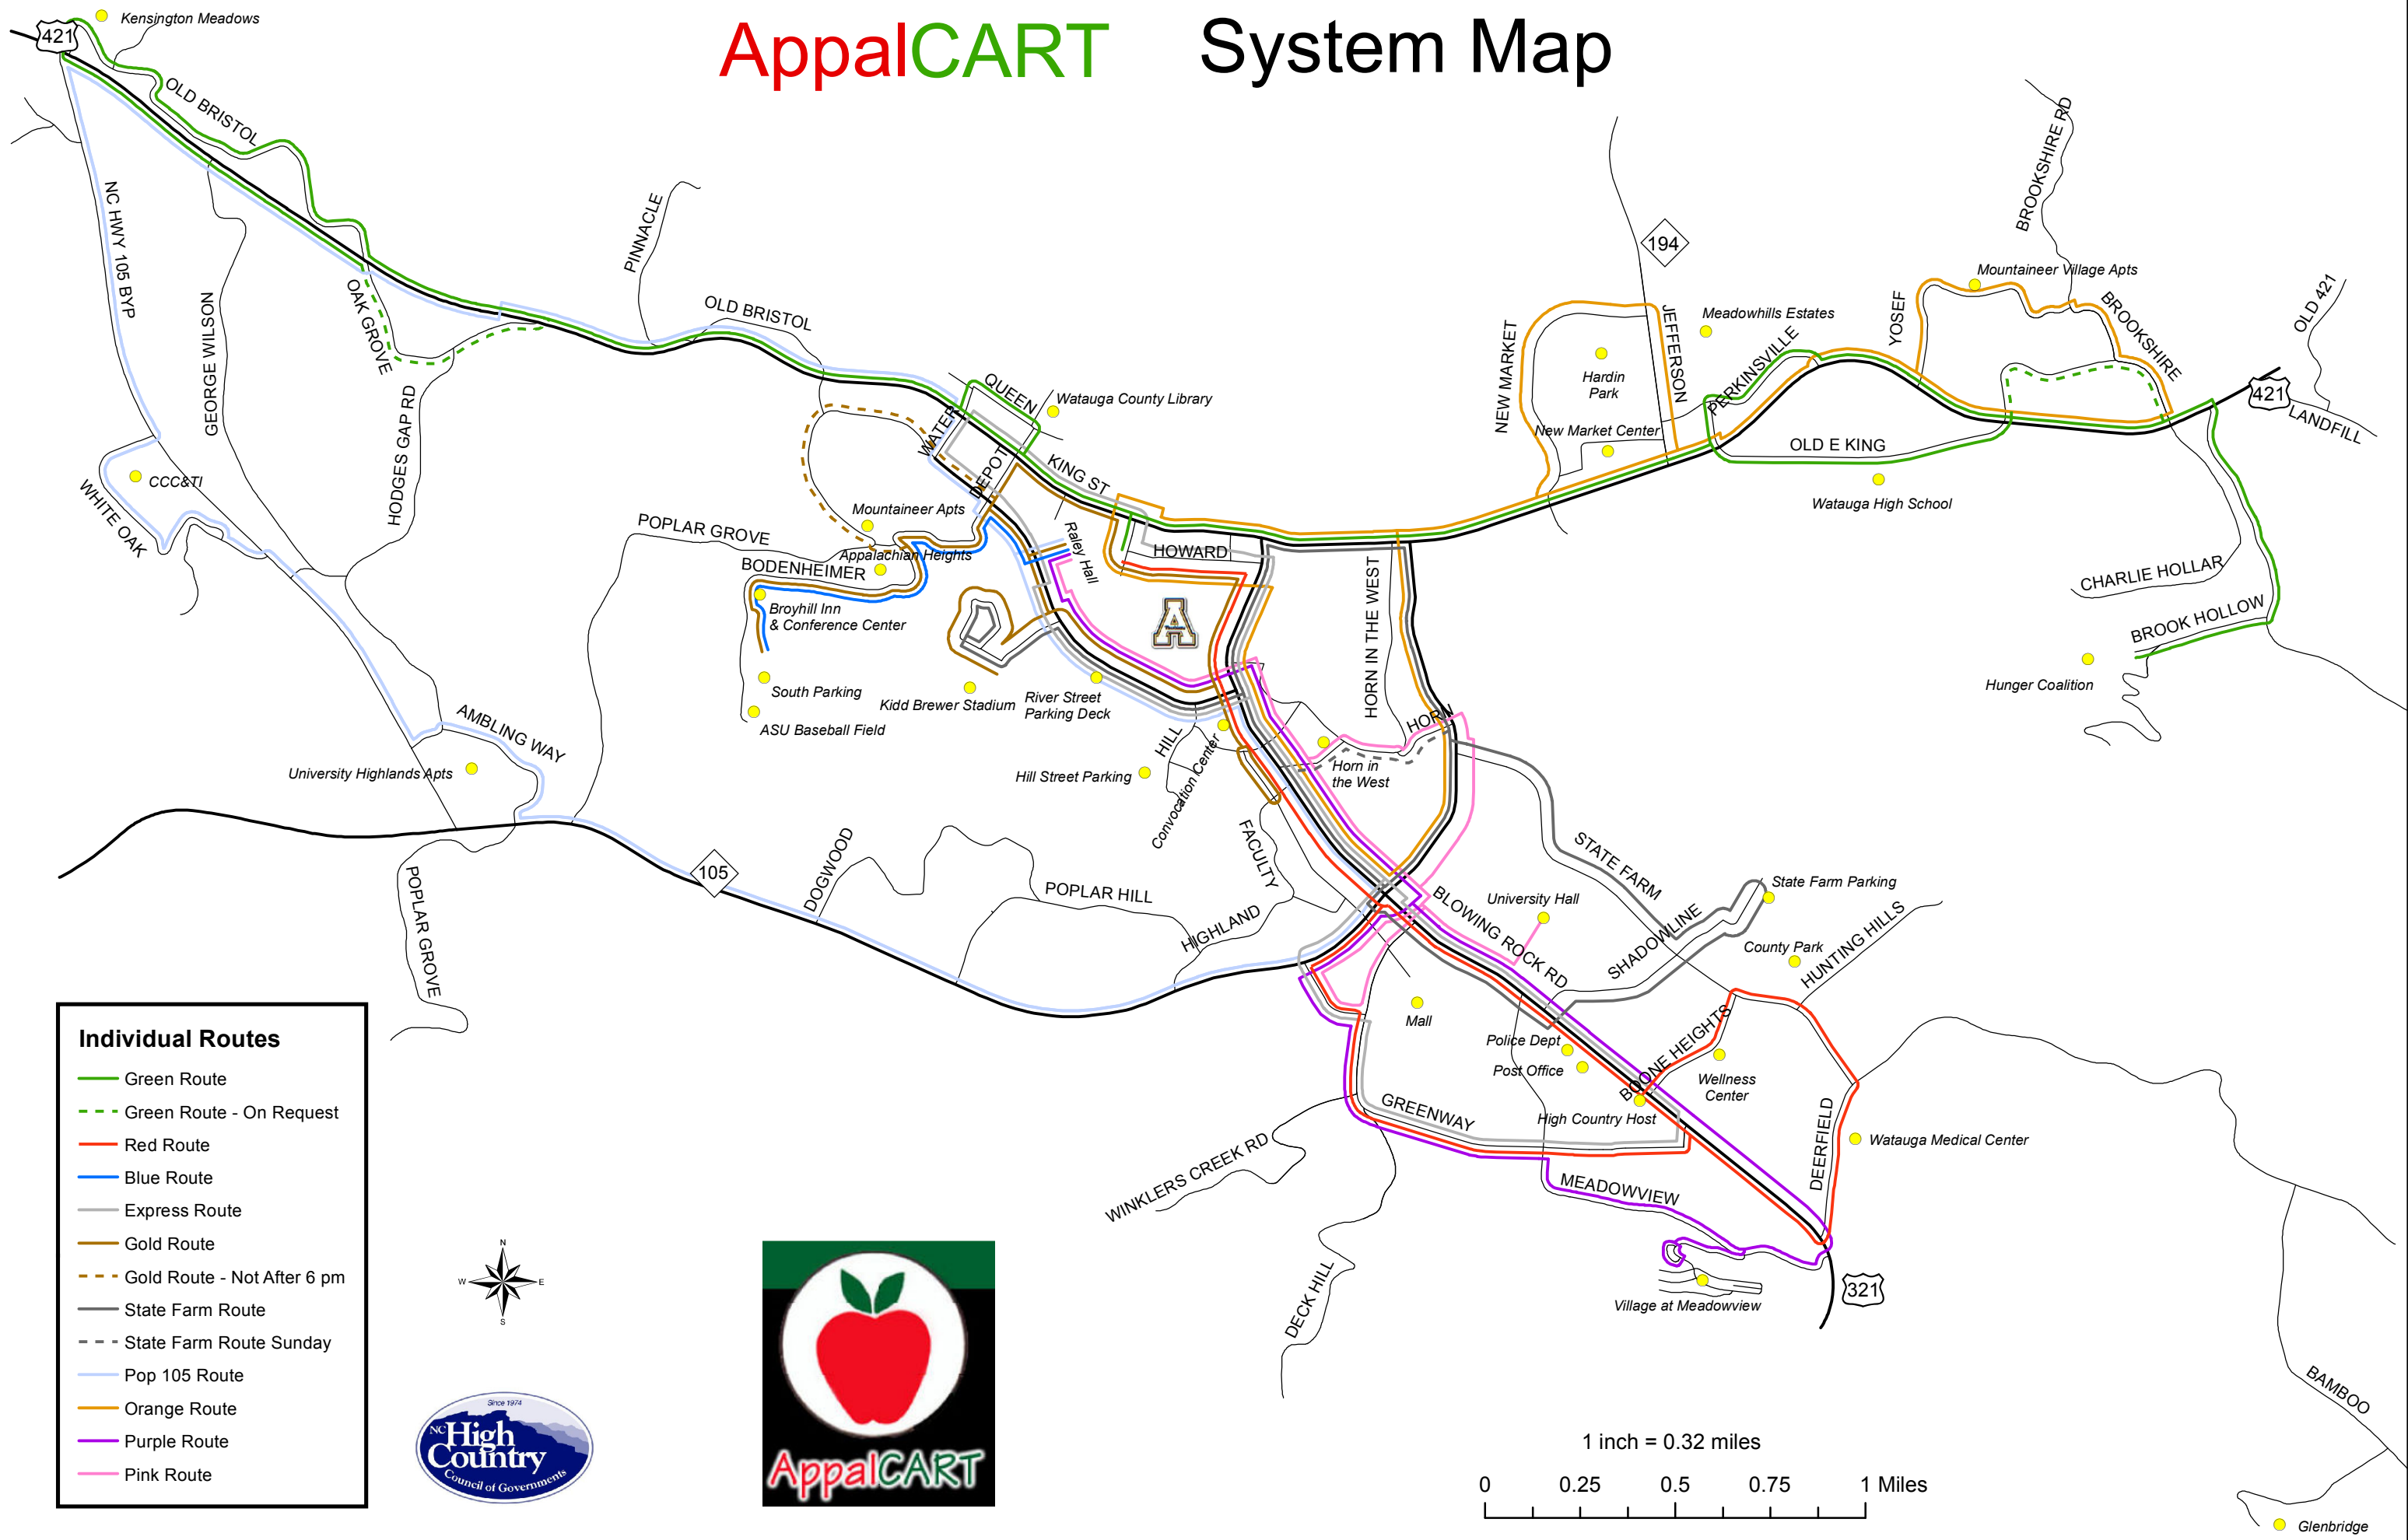 AppalCART System Map
Kensington Meadows
421
OLD BRISTOL
NC HWY 105 BYP
GEORGE WILSON
OAK GROVE
HODGES GAP RD
PINNACLE
OLD BRISTOL
CCC&TI
WHITE OAK
QUEEN
Watauga County Library
WATER
DEPOT
KING ST
Mountaineer Apts
POPLAR GROVE
Appalachian Heights
BODENHEIMER
Raley Hall
HOWARD
Broyhill Inn
& Conference Center
South Parking
ASU Baseball Field
Kidd Brewer Stadium
River Street
Parking Deck
A
HILL
Hill Street Parking
Convocation Center
HORN IN THE WEST
HORN
Horn in
the West
AMBLING WAY
University Highlands Apts
105
POPLAR GROVE
DOGWOOD
POPLAR HILL
HIGHLAND
FACULTY
194
BROOKSHIRE RD
Mountaineer Village Apts
NEW MARKET
JEFFERSON
Meadowhills Estates
Hardin
Park
New Market Center
PERKINSVILLE
YOSEF
BROOKSHIRE
OLD 421
421
LANDFILL
OLD E KING
Watauga High School
CHARLIE HOLLAR
BROOK HOLLOW
Hunger Coalition
STATE FARM
State Farm Parking
University Hall
BLOWING ROCK RD
SHADOWLINE
County Park
HUNTING HILLS
Mall
Police Dept
Post Office
BOONE HEIGHTS
Wellness
Center
High Country Host
GREENWAY
DEERFIELD
Watauga Medical Center
WINKLERS CREEK RD
MEADOWVIEW
Village at Meadowview
321
DECK HILL
BAMBOO
Glenbridge
Individual Routes
Green Route
Green Route - On Request
Red Route
Blue Route
Express Route
Gold Route
Gold Route - Not After 6 pm
State Farm Route
State Farm Route Sunday
Pop 105 Route
Orange Route
Purple Route
Pink Route
N
W E
S
Since 1974
NC High
Country
Council of Governments
AppalCART
1 inch = 0.32 miles
0 0.25 0.5 0.75 1 Miles